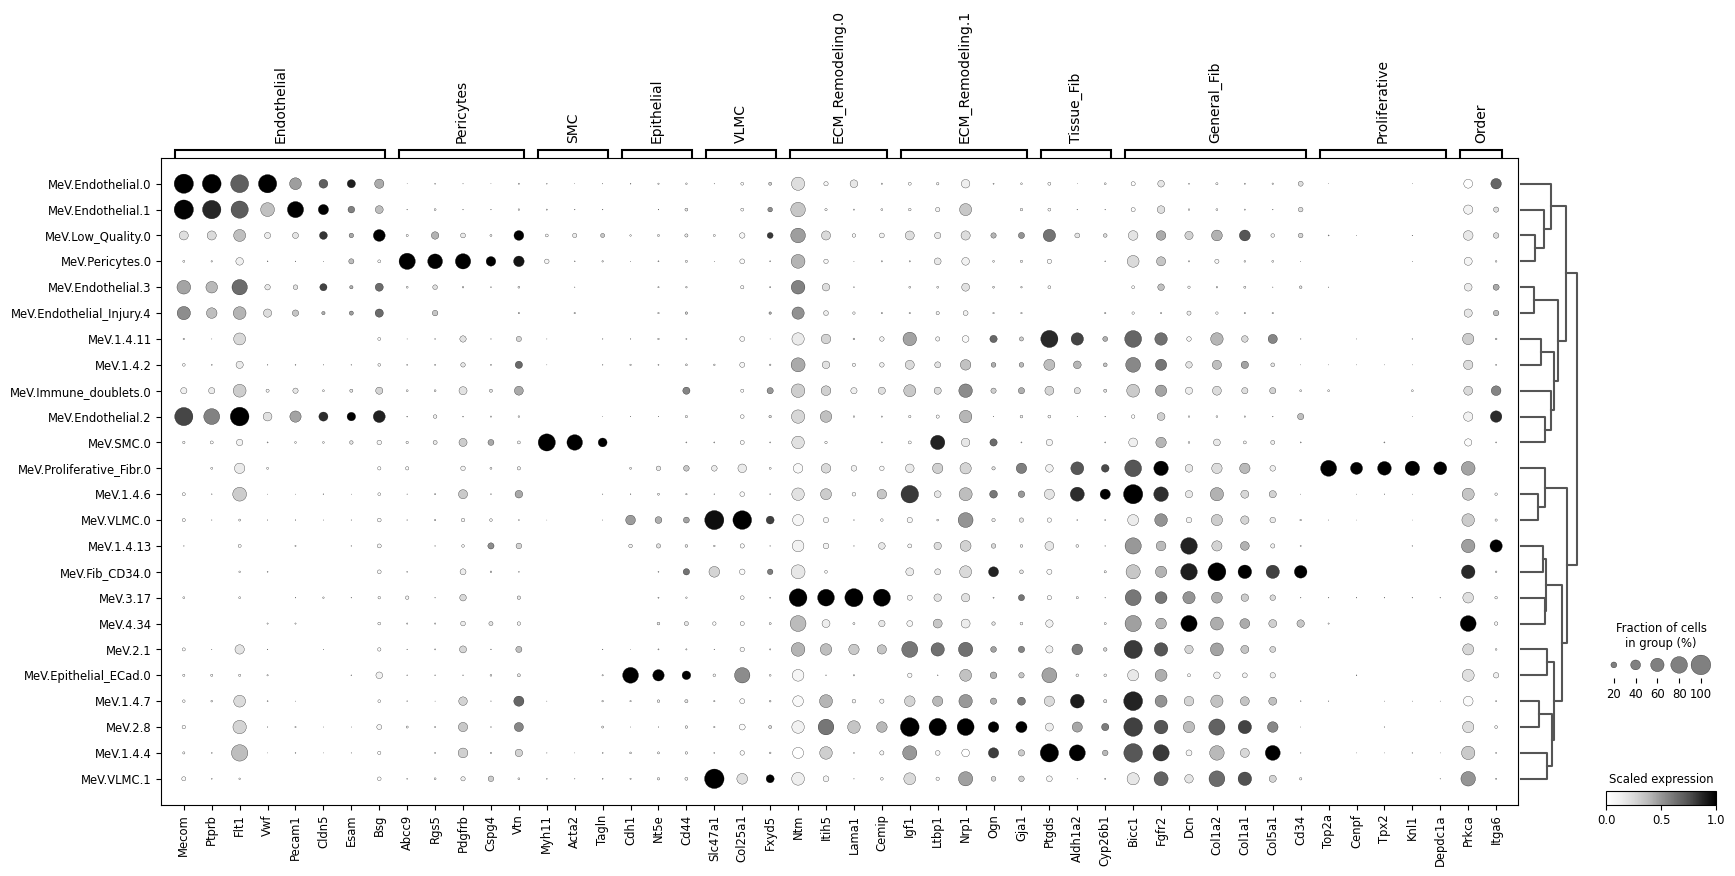 Endothelial
Pericytes
SMC
Epithelial
VLMC
ECM_Remodeling.0
ECM_Remodeling.1
Tissue_Fib
General_Fib
Proliferative
Order
MeV.Endothelial.0
MeV.Endothelial.1
MeV.Low_Quality.0
MeV.Pericytes.0
MeV.Endothelial.3
MeV.Endothelial_Injury.4
MeV.1.4.11
MeV.1.4.2
MeV.Immune_doublets.0
MeV.Endothelial.2
MeV.SMC.0
MeV.Proliferative_Fibr.0
MeV.1.4.6
MeV.VLMC.0
MeV.1.4.13
MeV.Fib_CD34.0
MeV.3.17
MeV.4.34
MeV.2.1
MeV.Epithelial_ECad.0
MeV.1.4.7
MeV.2.8
MeV.1.4.4
MeV.VLMC.1
Mecom
Ptprb
Flt1
Vwf
Pecam1
Cldn5
Esam
Bsg
Abcc9
Rgs5
Pdgfrb
Cspg4
Vtn
Myh11
Acta2
Tagln
Cdh1
Nt5e
Cd44
Slc47a1
Col25a1
Fxyd5
Ntm
Itih5
Lama1
Cemip
Igf1
Ltbp1
Nrp1
Ogn
Gja1
Ptgds
Aldh1a2
Cyp26b1
Bicc1
Fgfr2
Dcn
Col1a2
Col1a1
Col5a1
Cd34
Top2a
Cenpf
Tpx2
Knl1
Depdc1a
Prkca
Itga6
Fraction of cells
in group (%)
20 40 60 80 100
Scaled expression
0.0 0.5 1.0